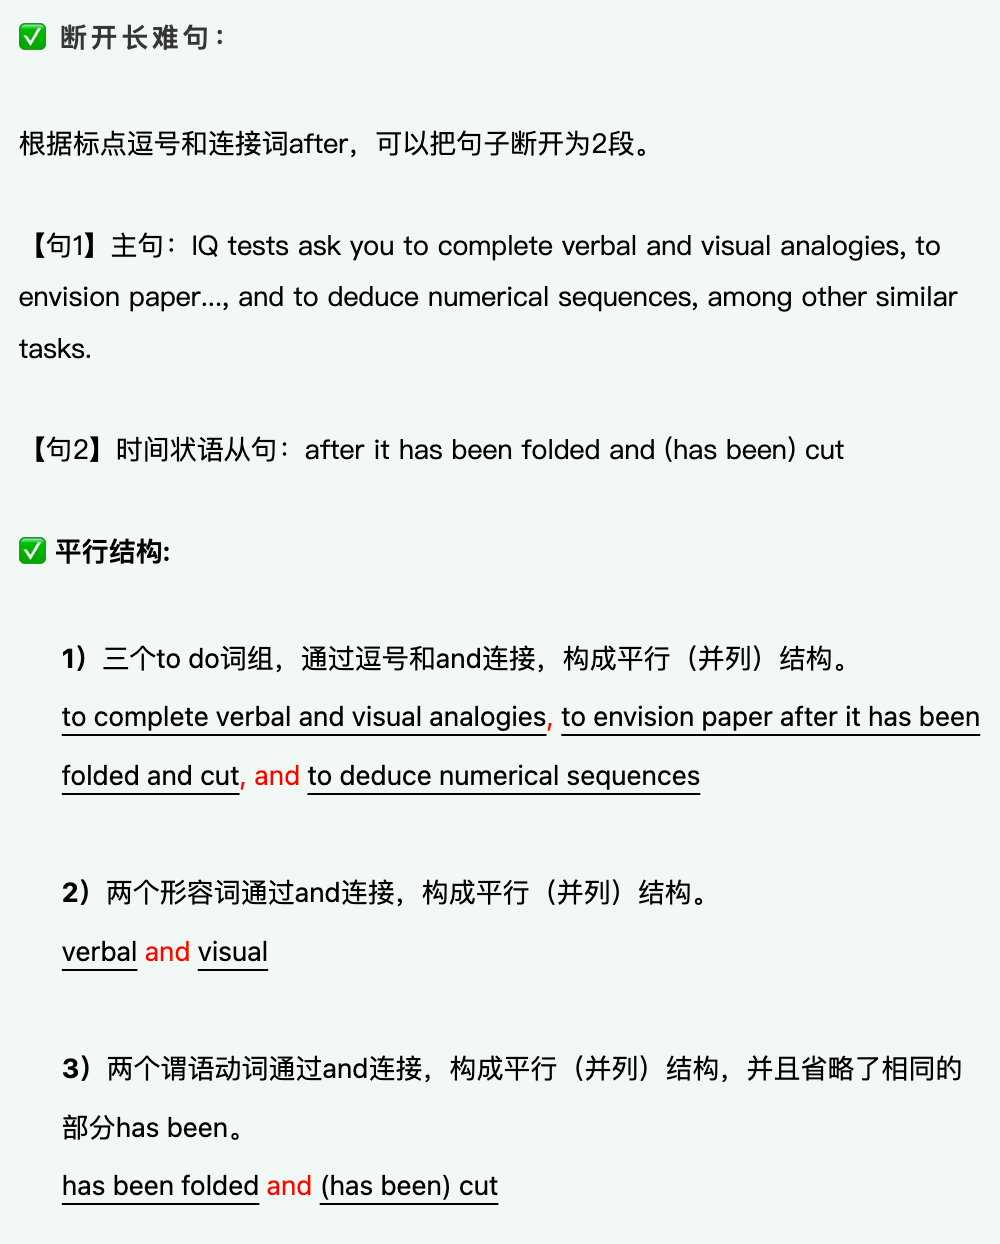 ✅ 断开长难句：
根据标点逗号和连接词after，可以把句子断开为2段。
【句1】主句：IQ tests ask you to complete verbal and visual analogies, to
envision paper..., and to deduce numerical sequences, among other similar
tasks.
【句2】时间状语从句：after it has been folded and (has been) cut
✅ 平行结构:
1）三个to do词组，通过逗号和and连接，构成平行（并列）结构。
to complete verbal and visual analogies, to envision paper after it has been
folded and cut, and to deduce numerical sequences
2）两个形容词通过and连接，构成平行（并列）结构。
verbal and visual
3）两个谓语动词通过and连接，构成平行（并列）结构，并且省略了相同的
部分has been。
has been folded and (has been) cut